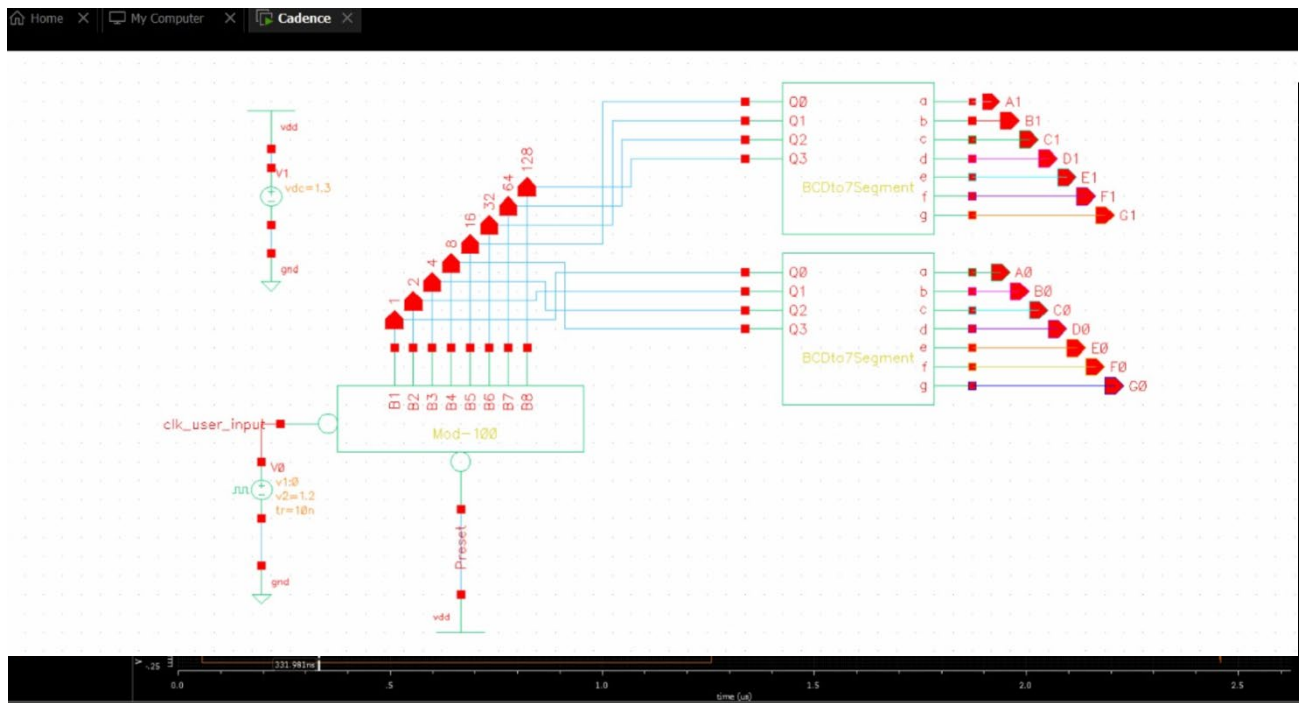 Home
My Computer
Cadence
vdd
V1
vdc=1.3
gnd
1
2
4
8
16
32
64
128
B1 B2 B3 B4 B5 B6 B7 B8
Mod-100
clk_user_input
V0
v1:0
v2=1.2
tr=10n
gnd
Preset
vdd
Q0 a A1
Q1 b B1
Q2 c C1
Q3 d D1
e E1
BCDto7Segment
f F1
g G1
Q0 a A0
Q1 b B0
Q2 c C0
Q3 d D0
e E0
BCDto7Segment
f F0
g G0
-.25
331.981ns
0.0 .5 1.0 1.5 2.0 2.5
time (us)